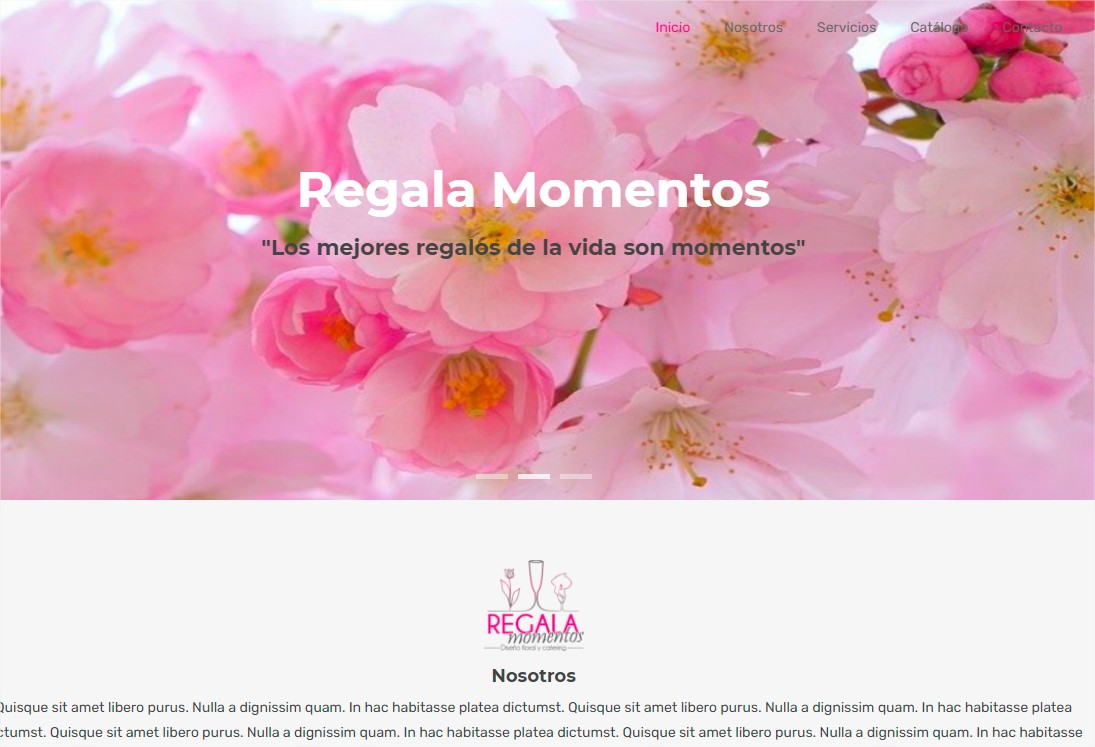 Inicio Nosotros Servicios Catálogo Contacto
Regala Momentos
"Los mejores regalos de la vida son momentos"
REGALA
momentos
Diseño floral y catering
Nosotros
Quisque sit amet libero purus. Nulla a dignissim quam. In hac habitasse platea dictumst. Quisque sit amet libero purus. Nulla a dignissim quam. In hac habitasse platea
ctumst. Quisque sit amet libero purus. Nulla a dignissim quam. In hac habitasse platea dictumst. Quisque sit amet libero purus. Nulla a dignissim quam. In hac habitasse